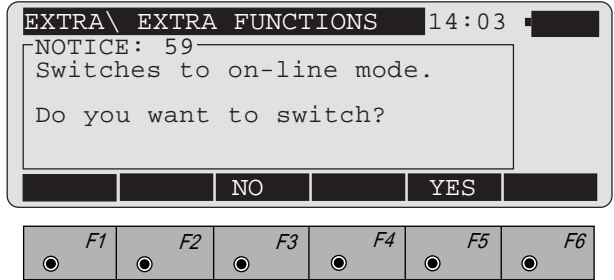 EXTRA\ EXTRA FUNCTIONS 14:03
NOTICE: 59
Switches to on-line mode.
Do you want to switch?
NO YES
F1 F2 F3 F4 F5 F6